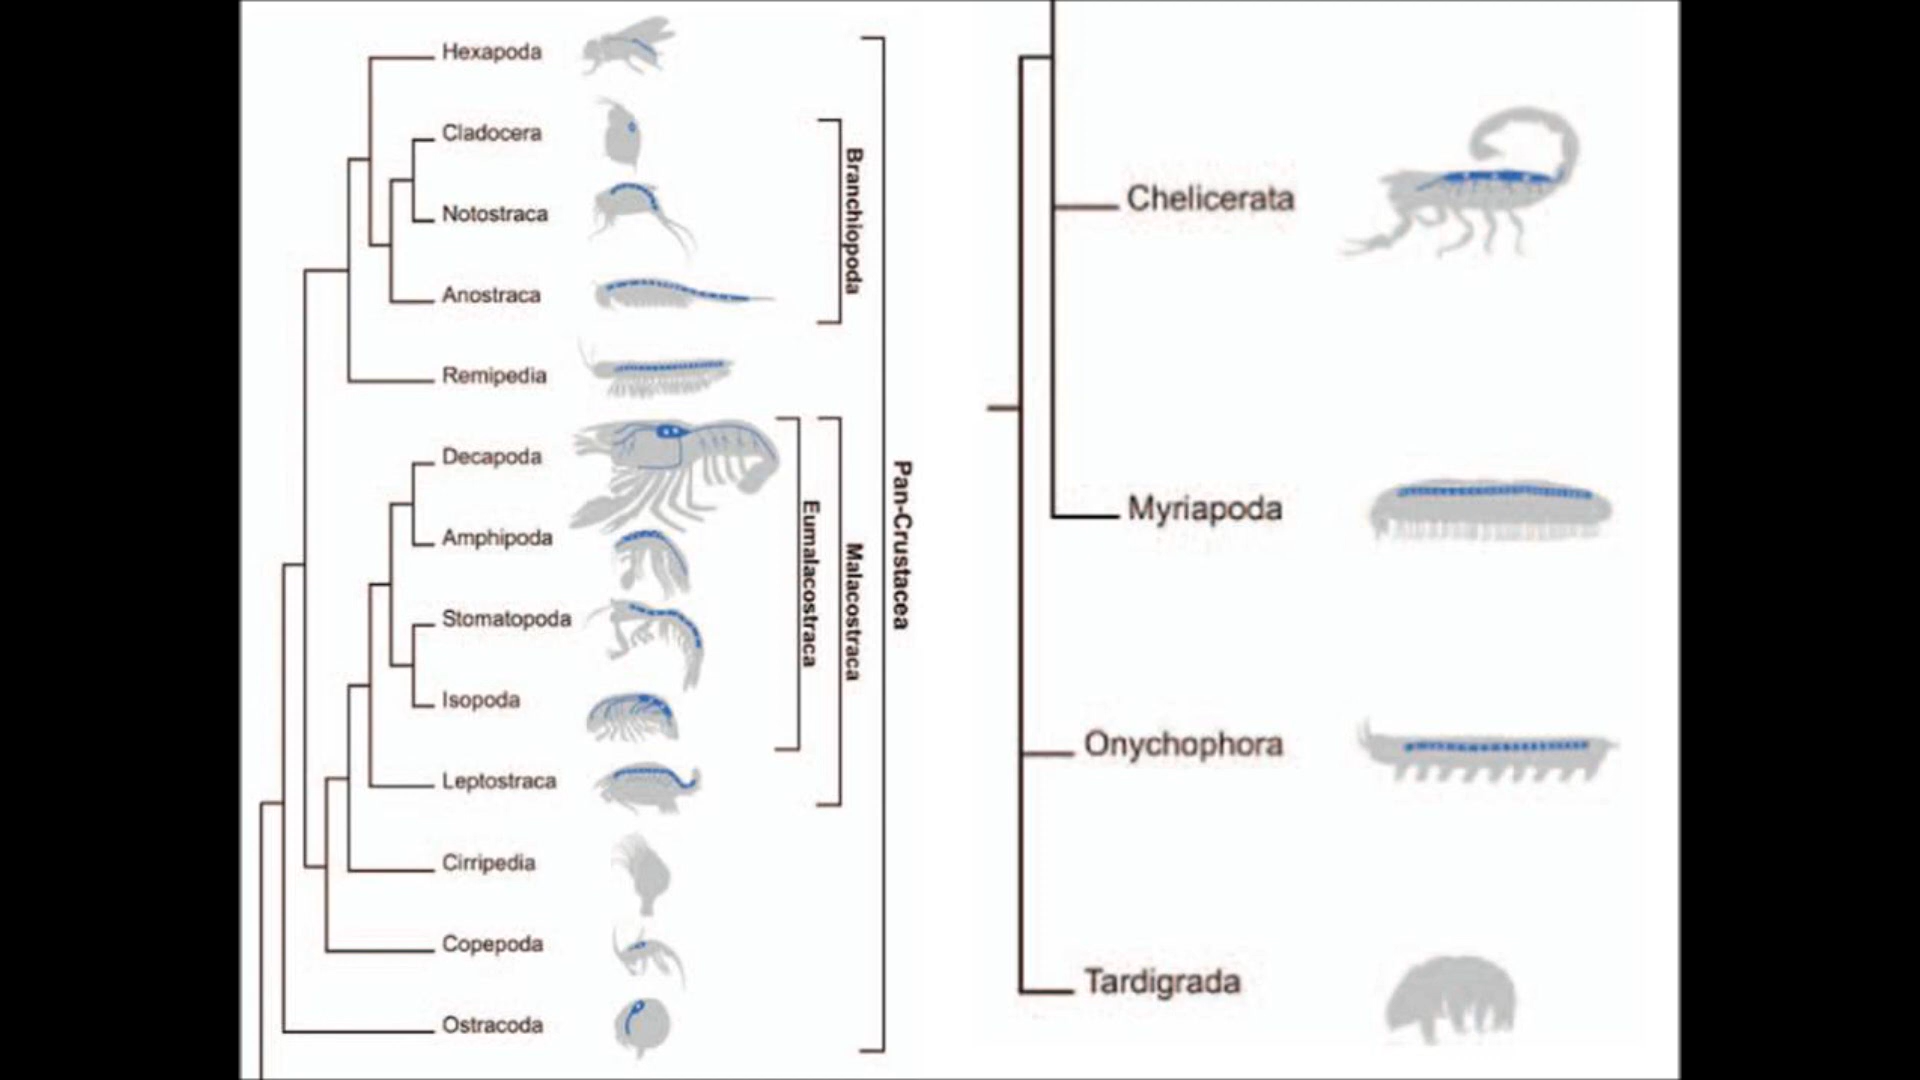 Hexapoda
Cladocera
Notostraca
Anostraca
Remipedia
Decapoda
Amphipoda
Stomatopoda
Isopoda
Leptostraca
Cirripedia
Copepoda
Ostracoda
Branchiopoda
Eumalacostraca
Malacostraca
Pan-Crustacea
Chelicerata
Myriapoda
Onychophora
Tardigrada